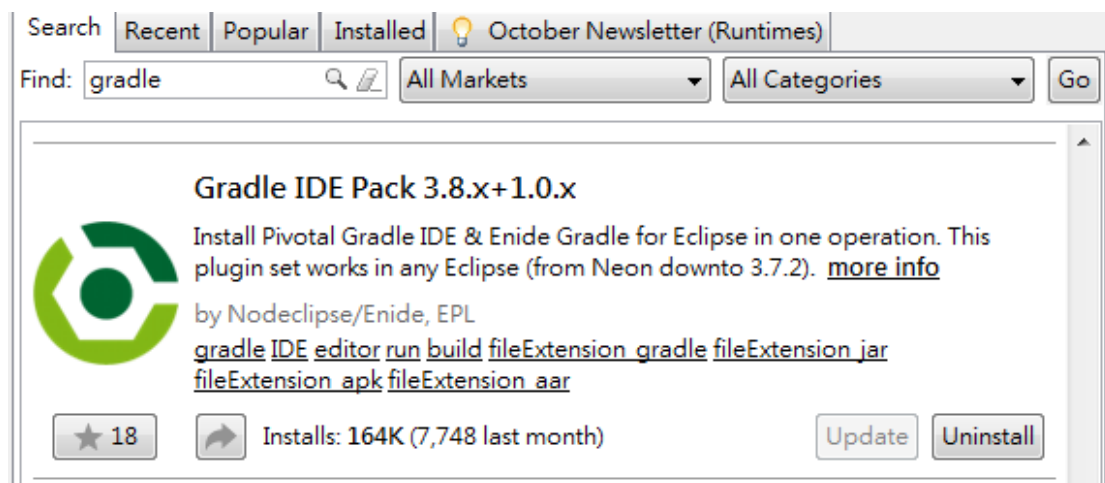 Search Recent Popular Installed October Newsletter (Runtimes)
Find: gradle All Markets All Categories Go
Gradle IDE Pack 3.8.x+1.0.x
Install Pivotal Gradle IDE & Enide Gradle for Eclipse in one operation. This
plugin set works in any Eclipse (from Neon downto 3.7.2). more info
by Nodeclipse/Enide, EPL
gradle IDE editor run build fileExtension_gradle fileExtension_jar
fileExtension_apk fileExtension_aar
18 Installs: 164K (7,748 last month) Update Uninstall